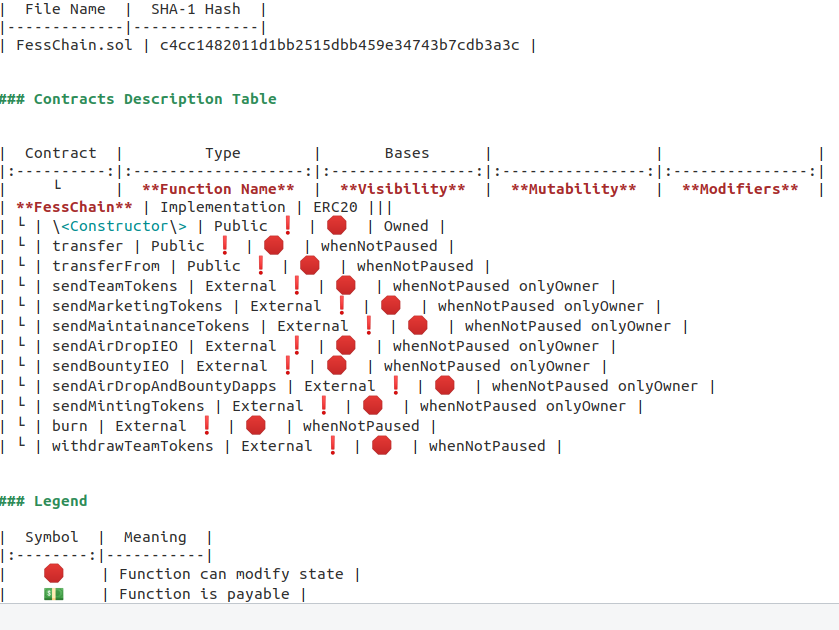 |  File Name  |  SHA-1 Hash  |
|-------------|--------------|
| FessChain.sol | c4cc1482011d1bb2515dbb459e34743b7cdb3a3c |
### Contracts Description Table
|  Contract  |         Type        |       Bases      |                  |                 |
|:----------:|:-------------------:|:----------------:|:----------------:|:---------------:|
|     └      |  **Function Name**  |  **Visibility**  |  **Mutability**  |  **Modifiers**  |
| **FessChain** | Implementation | ERC20 |||
| └ | \<Constructor\> | Public ❗️ | 🛑  | Owned |
| └ | transfer | Public ❗️ | 🛑  | whenNotPaused |
| └ | transferFrom | Public ❗️ | 🛑  | whenNotPaused |
| └ | sendTeamTokens | External ❗️ | 🛑  | whenNotPaused onlyOwner |
| └ | sendMarketingTokens | External ❗️ | 🛑  | whenNotPaused onlyOwner |
| └ | sendMaintainanceTokens | External ❗️ | 🛑  | whenNotPaused onlyOwner |
| └ | sendAirDropIEO | External ❗️ | 🛑  | whenNotPaused onlyOwner |
| └ | sendBountyIEO | External ❗️ | 🛑  | whenNotPaused onlyOwner |
| └ | sendAirDropAndBountyDapps | External ❗️ | 🛑  | whenNotPaused onlyOwner |
| └ | sendMintingTokens | External ❗️ | 🛑  | whenNotPaused onlyOwner |
| └ | burn | External ❗️ | 🛑  | whenNotPaused |
| └ | withdrawTeamTokens | External ❗️ | 🛑  | whenNotPaused |
### Legend
|  Symbol  |  Meaning  |
|:--------:|-----------|
|    🛑    | Function can modify state |
|    💵    | Function is payable |